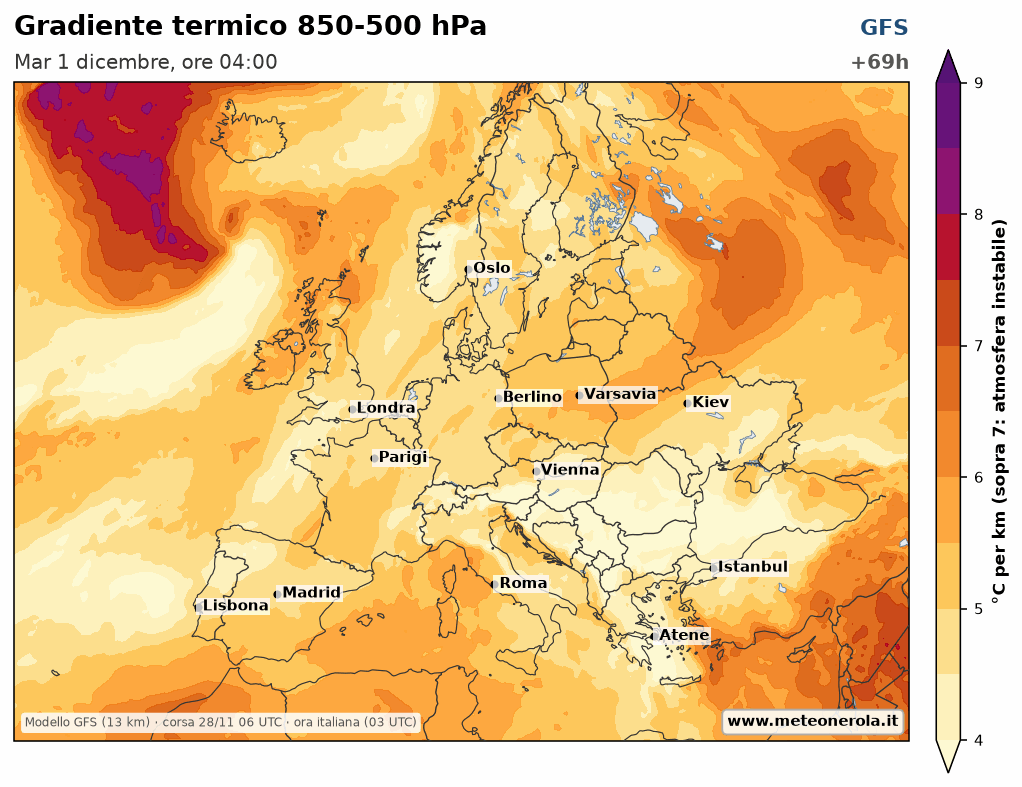 Gradiente termico 850-500 hPa
GFS
Mar 1 dicembre, ore 04:00
+69h
Oslo
Berlino
Varsavia
Kiev
Londra
Parigi
Vienna
Istanbul
Roma
Madrid
Lisbona
Atene
Modello GFS (13 km) · corsa 28/11 06 UTC · ora italiana (03 UTC)
www.meteonerola.it
9
8
7
6
5
4
°C per km (sopra 7: atmosfera instabile)